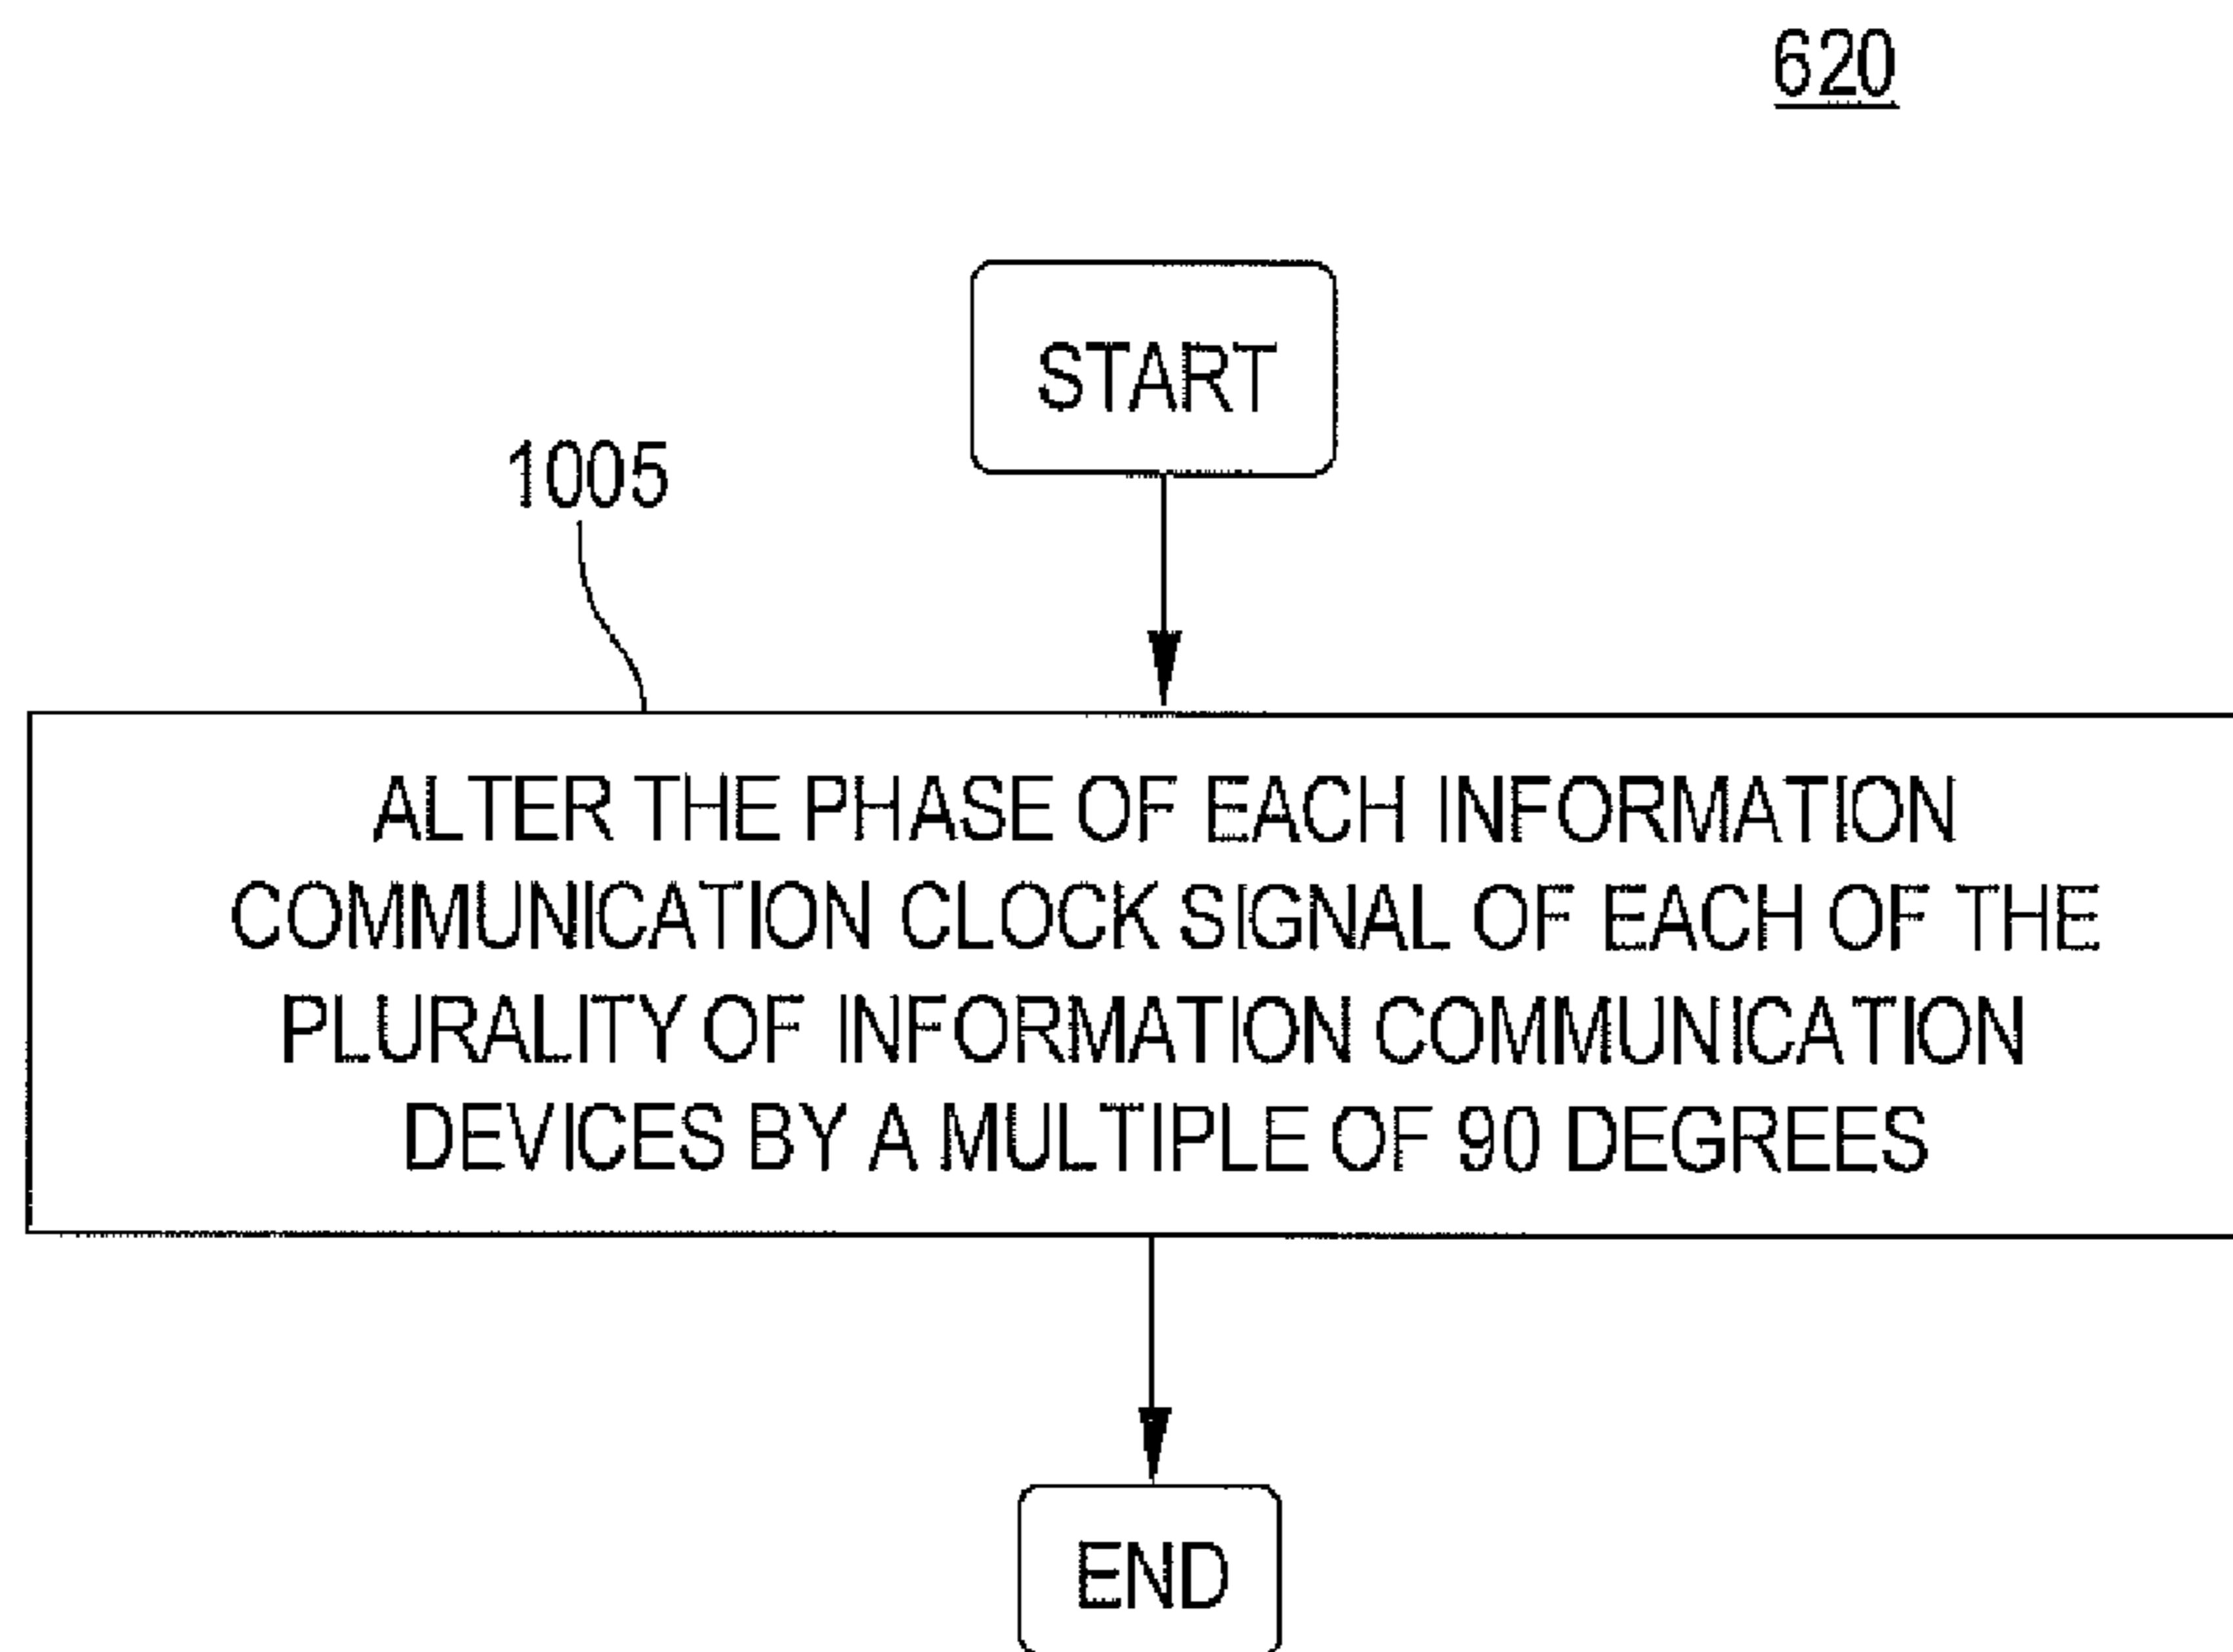 620
START
1005
ALTER THE PHASE OF EACH INFORMATION
COMMUNICATION CLOCK SIGNAL OF EACH OF THE
PLURALITY OF INFORMATION COMMUNICATION
DEVICES BY A MULTIPLE OF 90 DEGREES
END